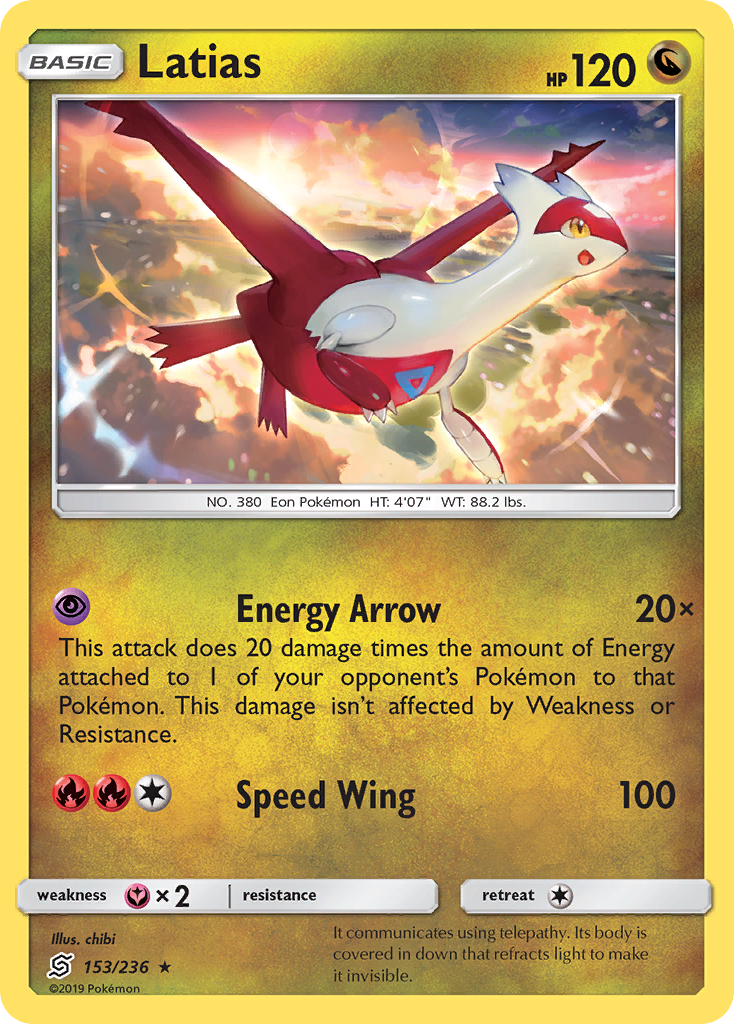 BASIC Latias HP 120
NO. 380 Eon Pokémon HT: 4'07" WT: 88.2 lbs.
Energy Arrow 20×
This attack does 20 damage times the amount of Energy
attached to 1 of your opponent's Pokémon to that
Pokémon. This damage isn't affected by Weakness or
Resistance.
Speed Wing 100
weakness × 2 resistance retreat
Illus. chibi
153/236 ★
©2019 Pokémon
It communicates using telepathy. Its body is
covered in down that refracts light to make
it invisible.